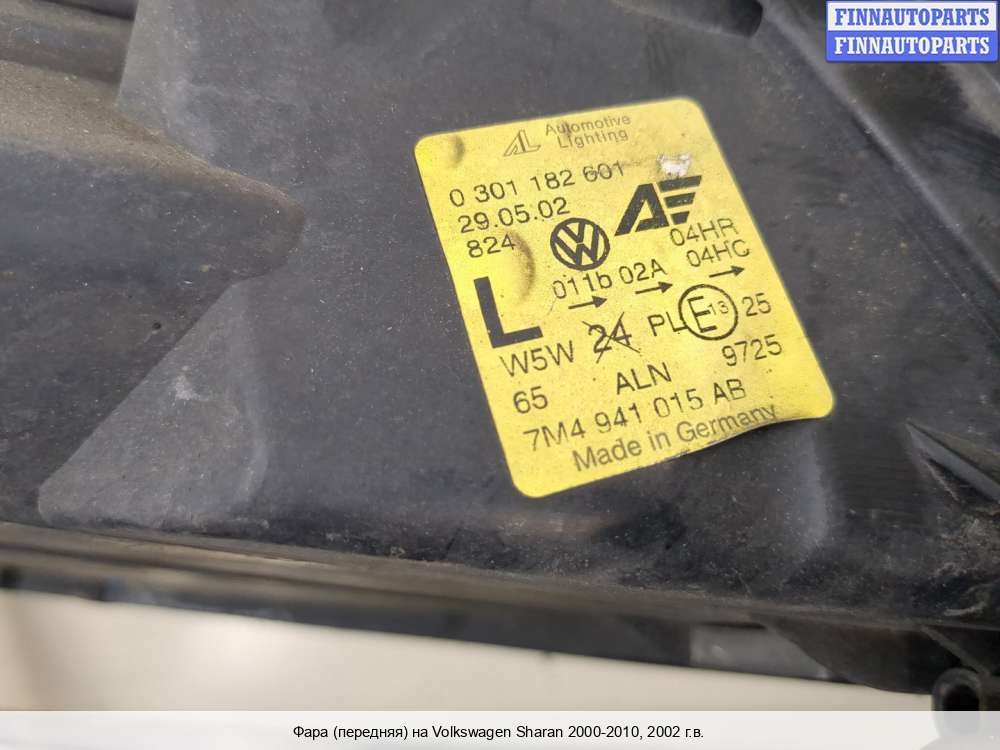 FINNAUTOPARTS
FINNAUTOPARTS
AL Automotive
Lighting
0 301 182 601
29.05.02
824
04HR
04HC
011b 02A
L
W5W 24 PL E13 25
65 ALN 9725
7M4 941 015 AB
Made in Germany
Фара (передняя) на Volkswagen Sharan 2000-2010, 2002 г.в.